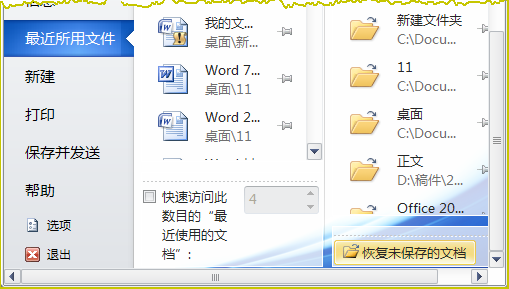 最近所用文件
新建
打印
保存并发送
帮助
选项
退出
我的文...
桌面\新...
Word 7...
桌面\11
Word 2...
桌面\11
快速访问此
数目的“最
近使用的文
档”:
4
新建文件夹
C:\Docu...
11
C:\Docu...
桌面
C:\Docu...
正文
D:\稿件\2...
Office 20...
恢复未保存的文档